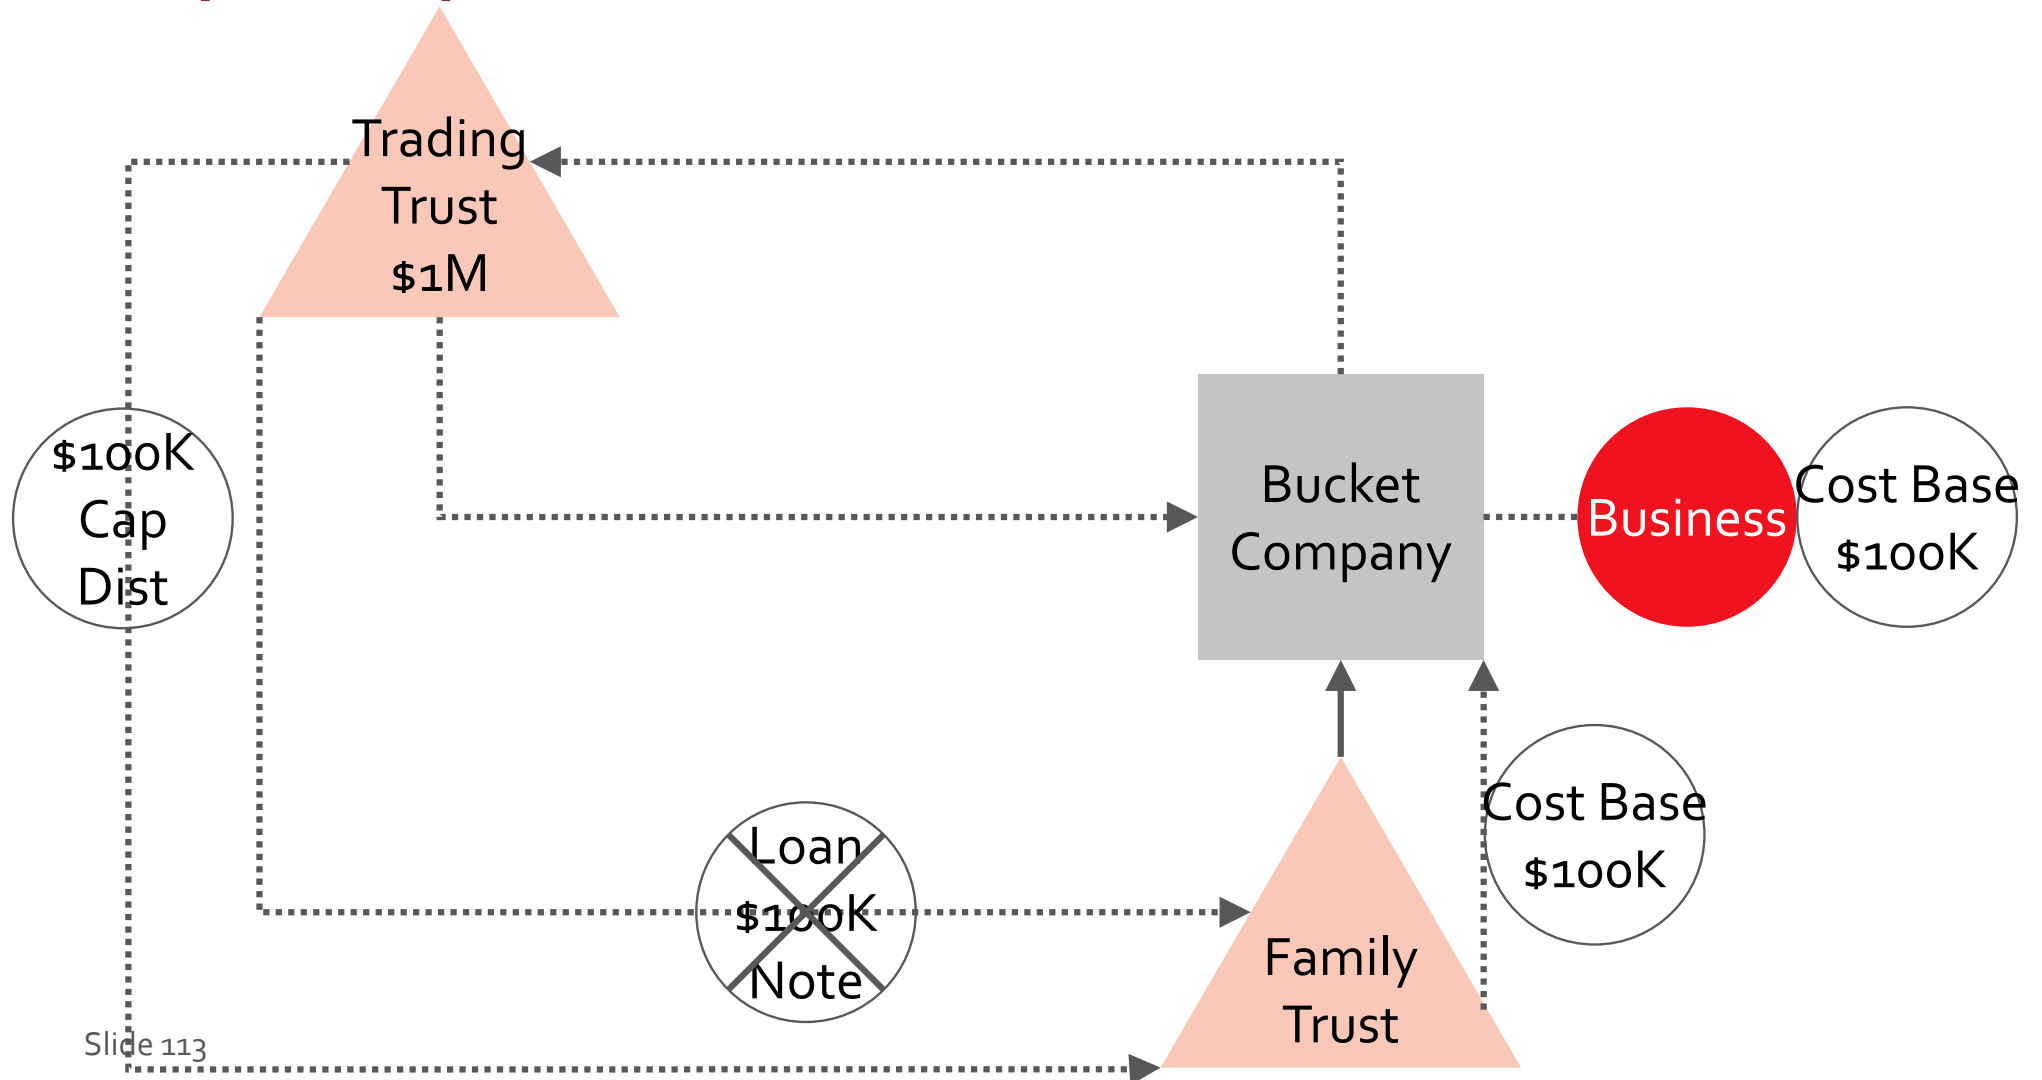 Trading
Trust
$1M
$100K
Cap
Dist
Bucket
Company
Business
Cost Base
$100K
Loan
$100K
Note
Cost Base
$100K
Family
Trust
Slide 113